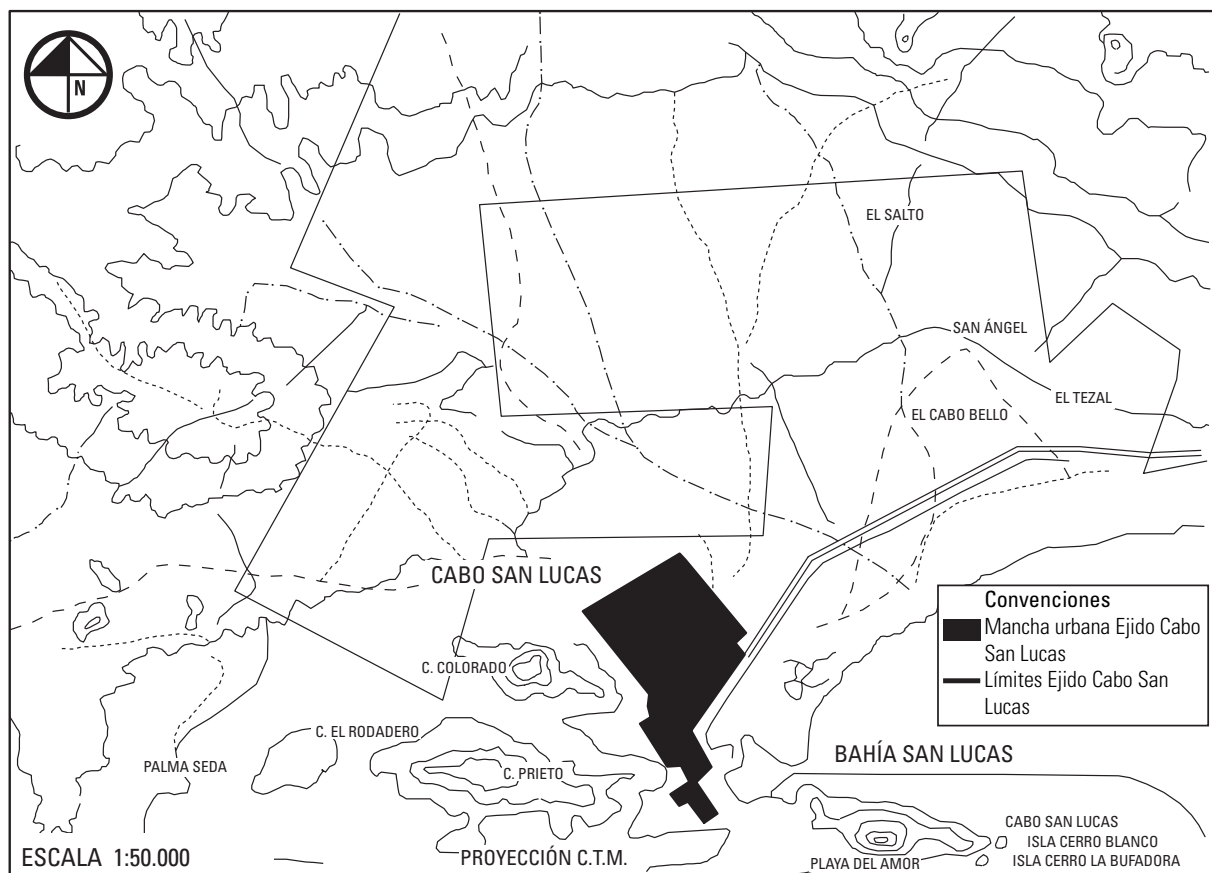 N
EL SALTO
SAN ÁNGEL
EL TEZAL
EL CABO BELLO
CABO SAN LUCAS
Convenciones
Mancha urbana Ejido Cabo
San Lucas
Límites Ejido Cabo San
Lucas
C. COLORADO
C. EL RODADERO
PALMA SEDA
C. PRIETO
BAHÍA SAN LUCAS
CABO SAN LUCAS
ISLA CERRO BLANCO
ISLA CERRO LA BUFADORA
PLAYA DEL AMOR
ESCALA 1:50.000
PROYECCIÓN C.T.M.